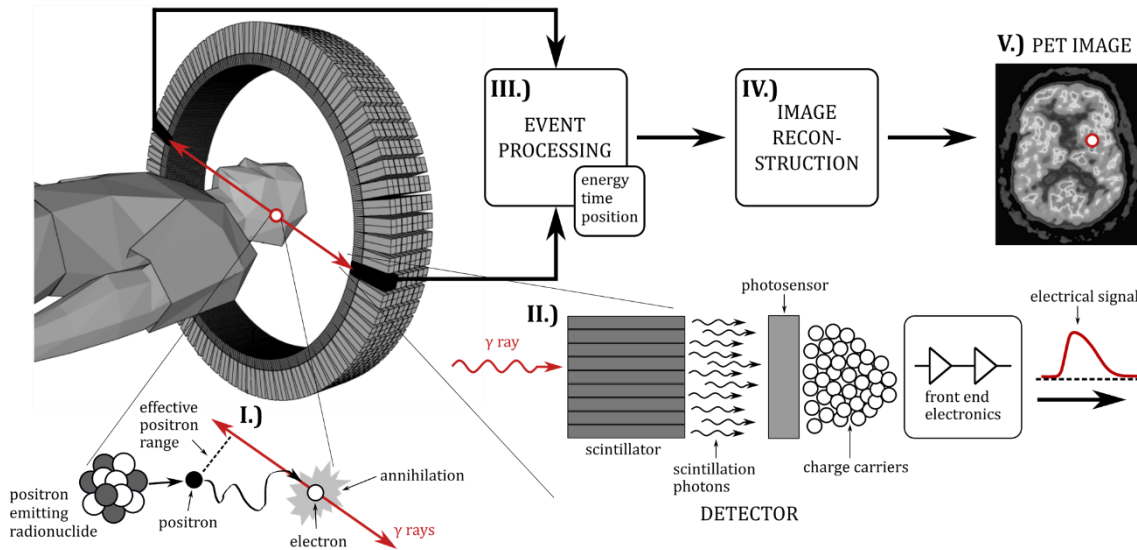 V.) PET IMAGE
III.)
EVENT
PROCESSING
energy
time
position
IV.)
IMAGE
RECON-
STRUCTION
I.)
effective
positron
range
positron
emitting
radionuclide
positron
annihilation
electron
γ rays
II.)
γ ray
scintillator
scintillation
photons
photosensor
charge carriers
front end
electronics
electrical signal
DETECTOR